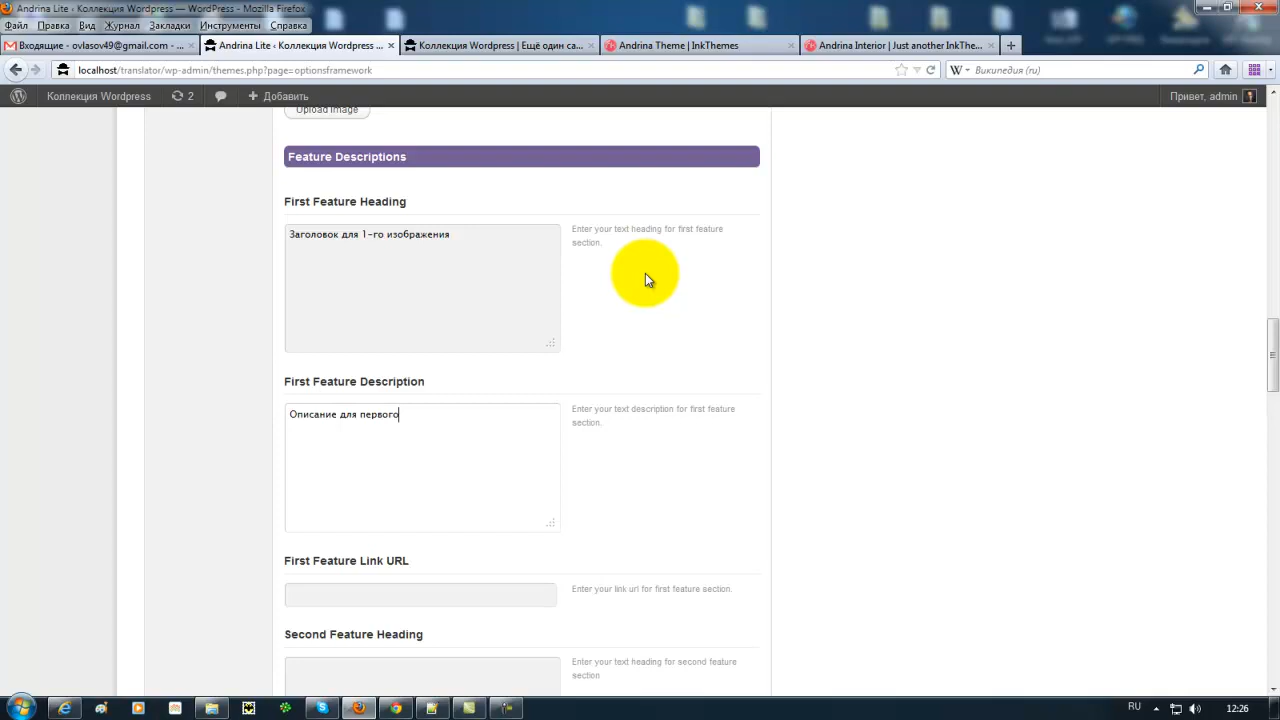 Andrina Lite ‹ Коллекция Wordpress — WordPress - Mozilla Firefox
Файл Правка Вид Журнал Закладки Инструменты Справка
Входящие - ovlasov49@gmail.com - ...
Andrina Lite ‹ Коллекция Wordpress ...
Коллекция Wordpress | Ещё один са...
Andrina Theme | InkThemes
Andrina Interior | Just another InkThe...
localhost/translator/wp-admin/themes.php?page=optionsframework
Википедия (ru)
Коллекция Wordpress 2 Добавить
Привет, admin
Upload Image
Feature Descriptions
First Feature Heading
Заголовок для 1-го изображения
Enter your text heading for first feature
section.
First Feature Description
Описание для первого
Enter your text description for first feature
section.
First Feature Link URL
Enter your link url for first feature section.
Second Feature Heading
Enter your text heading for second feature
section
RU
12:26